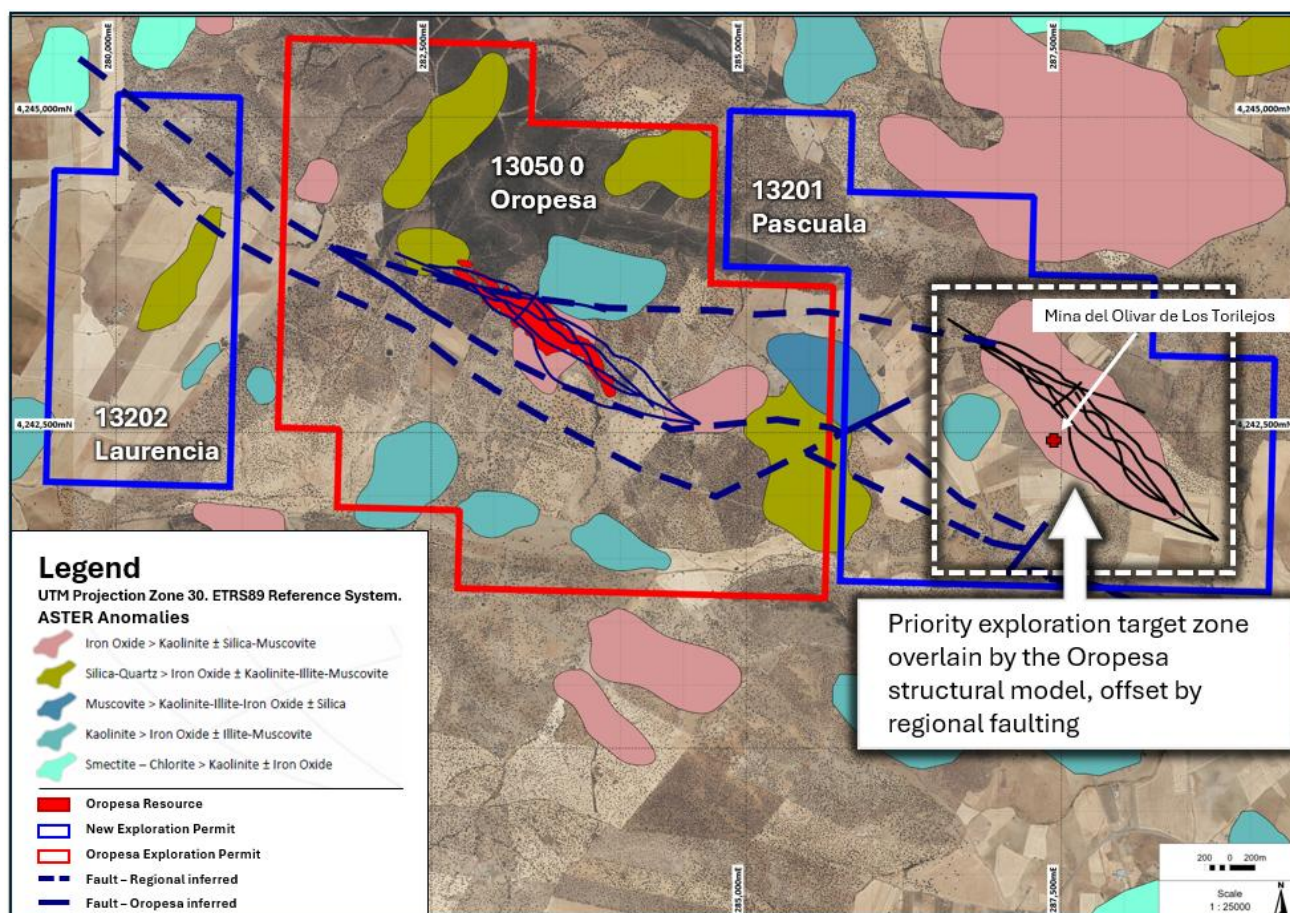 280,000mE
282,500mE
285,000mE
287,500mE
4,245,000mN
4,245,000mN
13050 0
Oropesa
13201
Pascuala
Mina del Olivar de Los Torilejos
13202
Laurencia
4,242,500mN
4,242,500mN
Priority exploration target zone
overlain by the Oropesa
structural model, offset by
regional faulting
Legend
UTM Projection Zone 30. ETRS89 Reference System.
ASTER Anomalies
Iron Oxide > Kaolinite ± Silica-Muscovite
Silica-Quartz > Iron Oxide ± Kaolinite-Illite-Muscovite
Muscovite > Kaolinite-Illite-Iron Oxide ± Silica
Kaolinite > Iron Oxide ± Illite-Muscovite
Smectite – Chlorite > Kaolinite ± Iron Oxide
Oropesa Resource
New Exploration Permit
Oropesa Exploration Permit
Fault – Regional inferred
Fault – Oropesa inferred
285,000mE
287,500mE
200 0 200m
Scale
1 : 25000
N